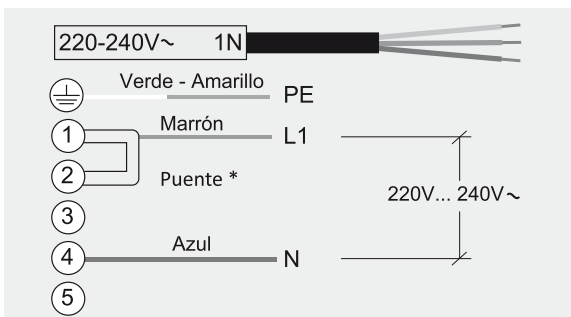 220-240V~ 1N
Verde - Amarillo PE
1 Marrón L1
2 Puente *
220V... 240V~
3
4 Azul N
5